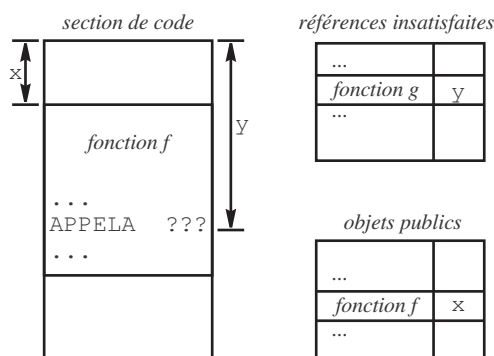 section de code
x
y
fonction f
...
APPELA ???
...
références insatisfaites
...
fonction g y
...
objets publics
...
fonction f x
...